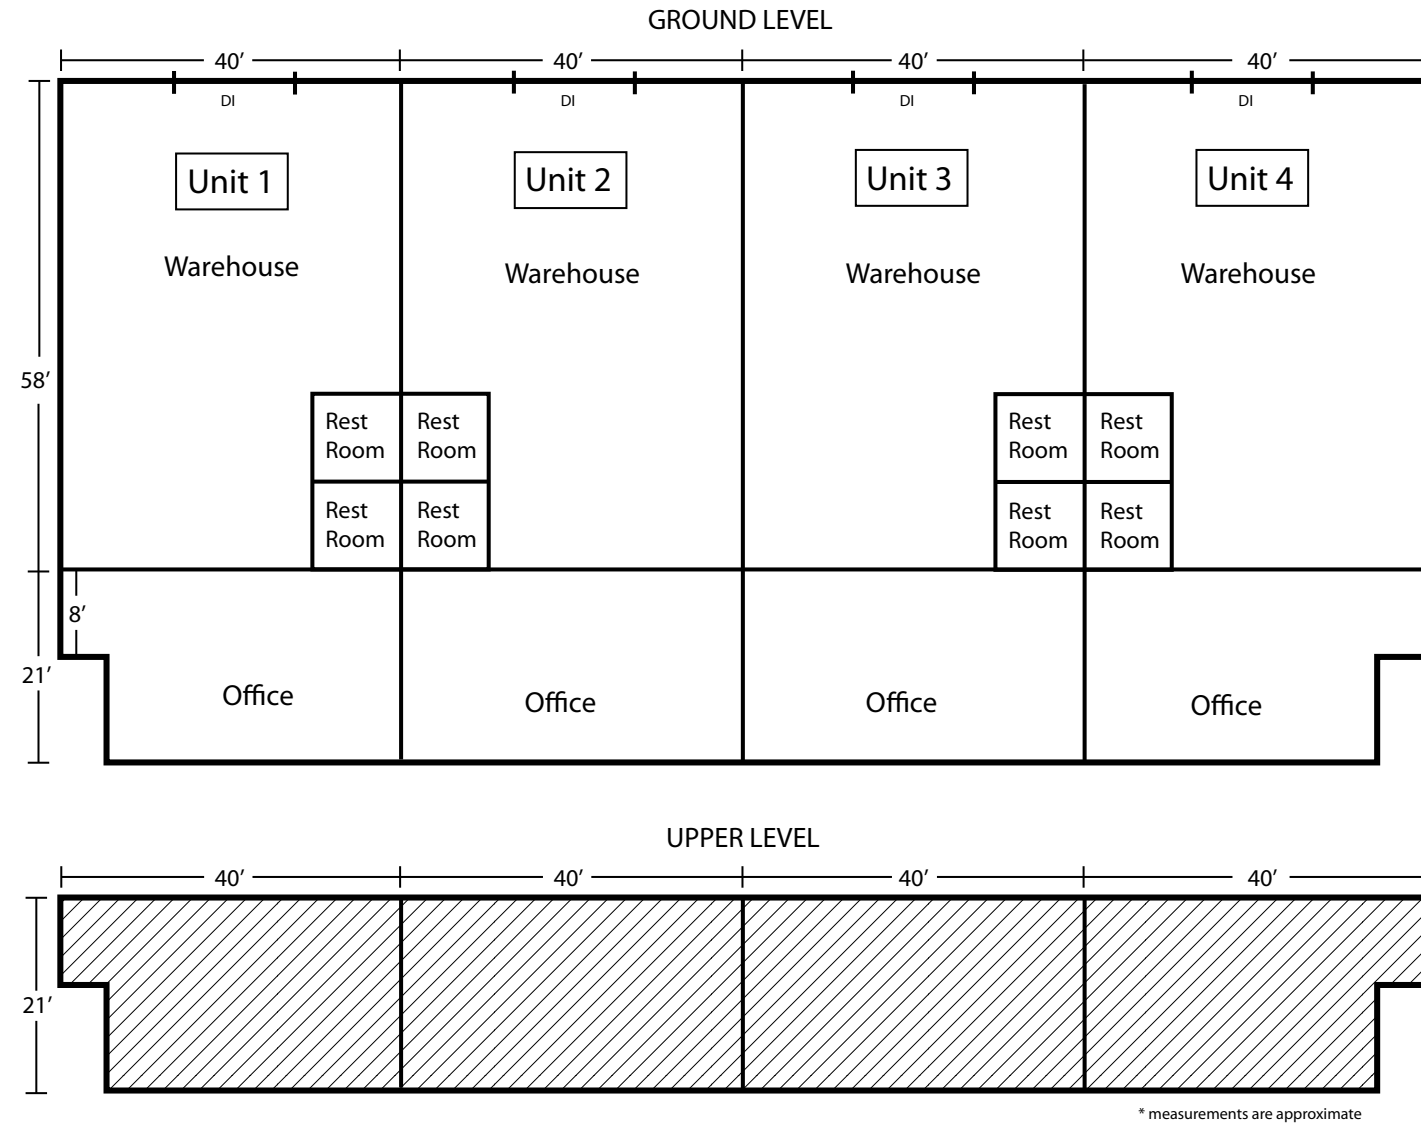 GROUND LEVEL
40’ 40’ 40’ 40’
DI DI DI DI
Unit 1 Unit 2 Unit 3 Unit 4
Warehouse Warehouse Warehouse Warehouse
58’
Rest Rest Rest Rest
Room Room Room Room
Rest Rest Rest Rest
Room Room Room Room
8’
21’
Office Office Office Office
UPPER LEVEL
40’ 40’ 40’ 40’
21’
* measurements are approximate